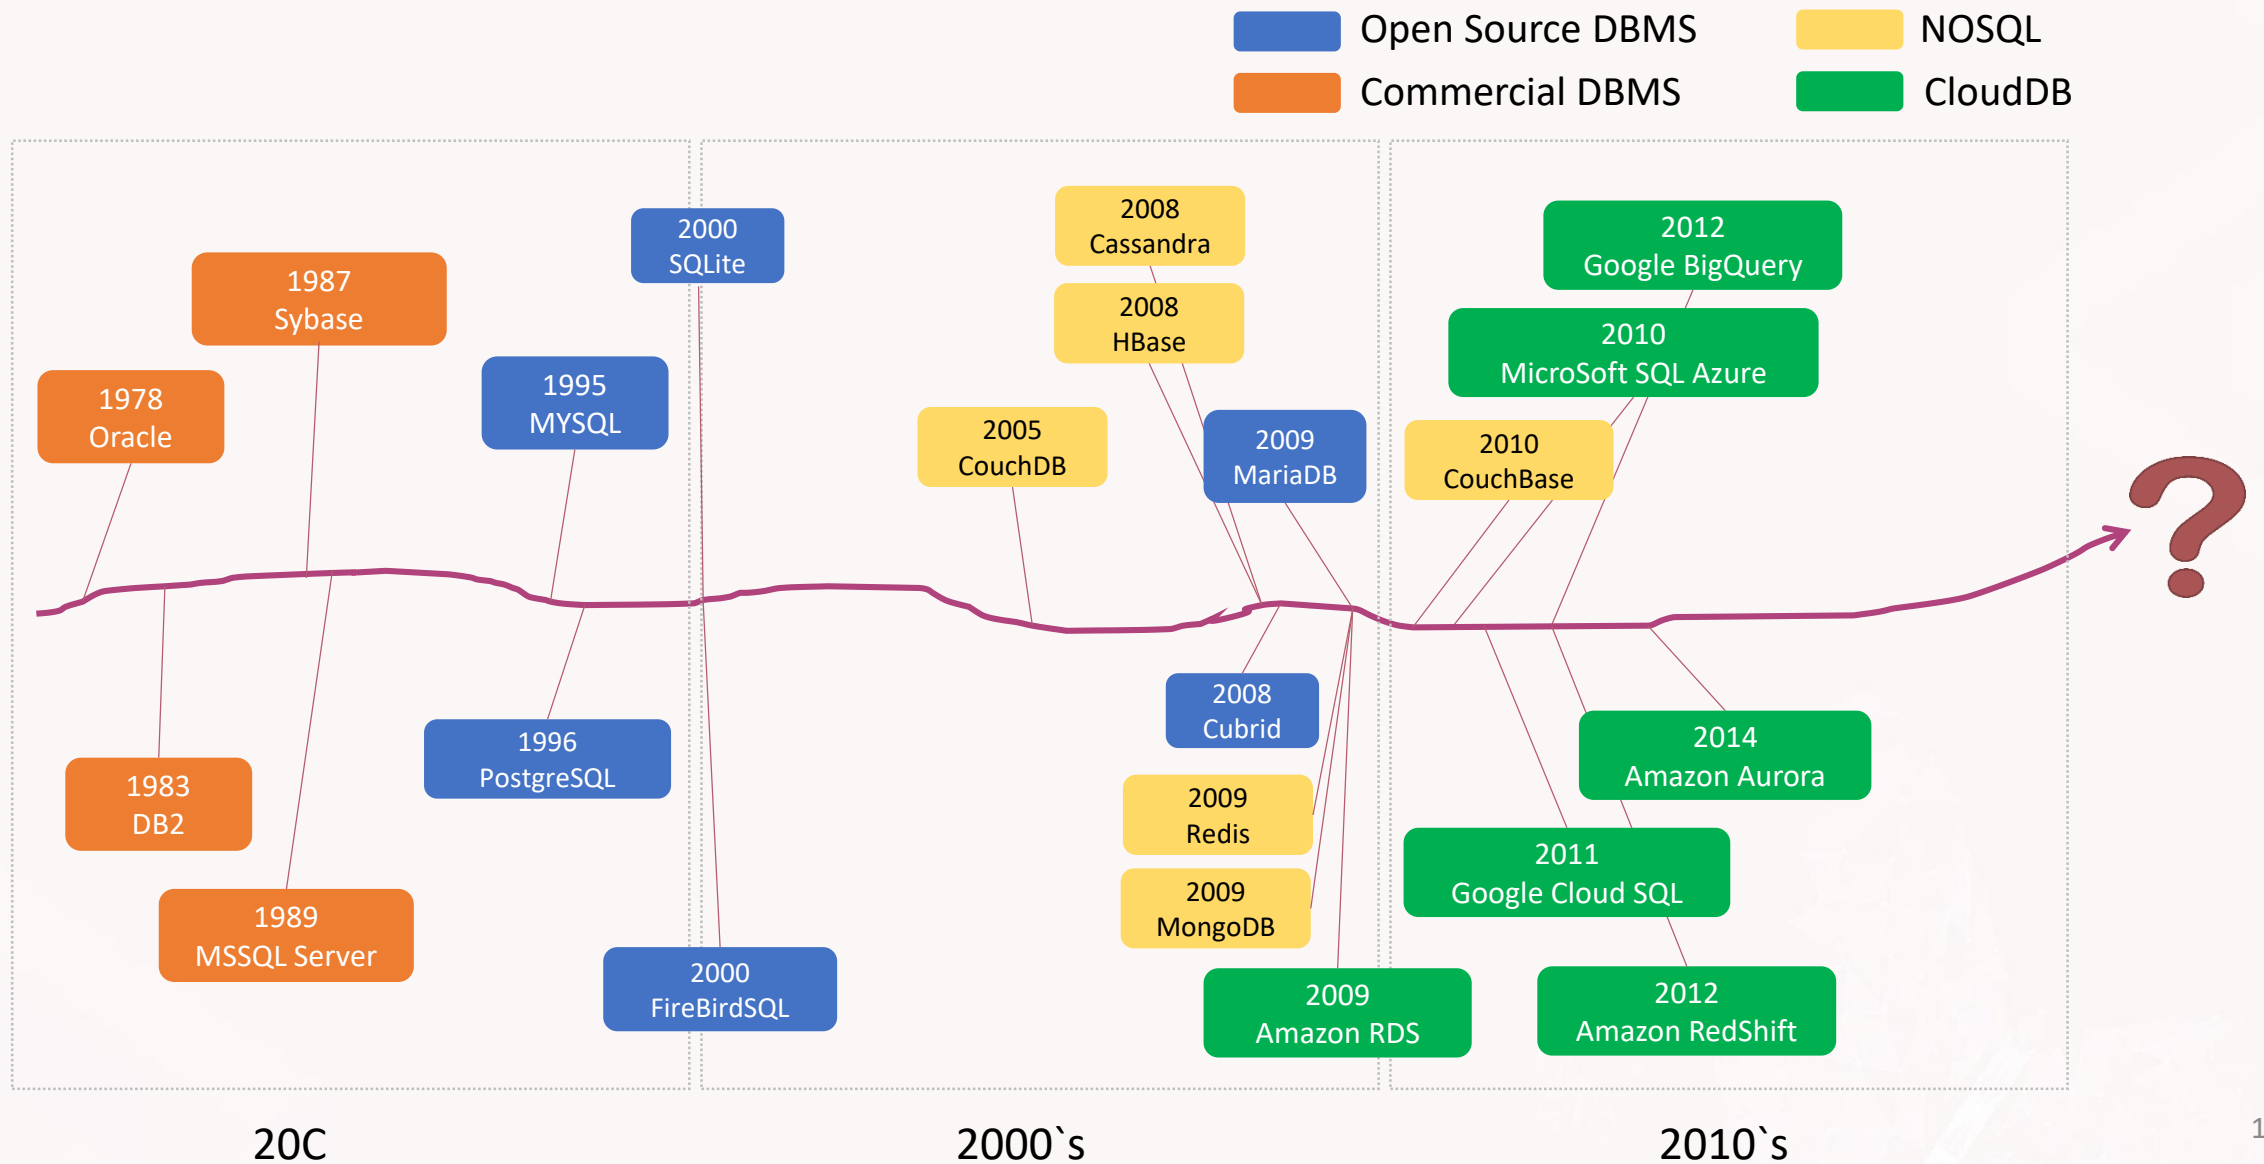 Open Source DBMS
NOSQL
Commercial DBMS
CloudDB
1978
Oracle
1987
Sybase
1995
MYSQL
1983
DB2
1989
MSSQL Server
1996
PostgreSQL
2000
SQLite
2000
FireBirdSQL
2005
CouchDB
2008
Cassandra
2008
HBase
2009
MariaDB
2008
Cubrid
2009
Redis
2009
MongoDB
2009
Amazon RDS
2012
Google BigQuery
2010
MicroSoft SQL Azure
2010
CouchBase
2014
Amazon Aurora
2011
Google Cloud SQL
2012
Amazon RedShift
?
20C
2000`s
2010`s
1